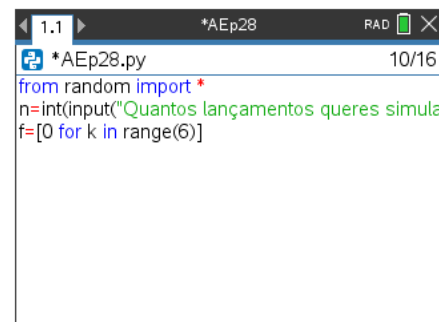 1.1 *AEp28 RAD
*AEp28.py 10/16
from random import *
n=int(input("Quantos lançamentos queres simula
f=[0 for k in range(6)]